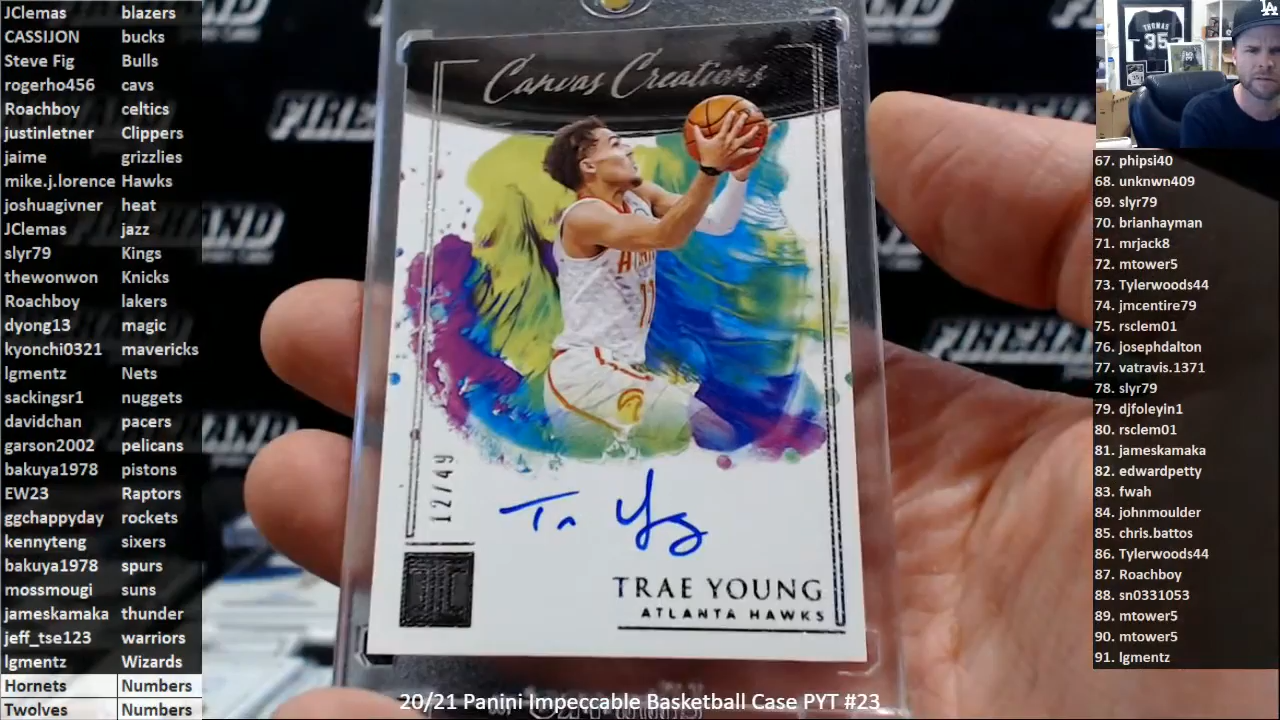 JClemas blazers
CASSIJON bucks
Steve Fig Bulls
rogerho456 cavs
Roachboy celtics
justinletner Clippers
jaime grizzlies
mike.j.lorence Hawks
joshuagivner heat
JClemas jazz
slyr79 Kings
thewonwon Knicks
Roachboy lakers
dyong13 magic
kyonchi0321 mavericks
lgmentz Nets
sackingsr1 nuggets
davidchan pacers
garson2002 pelicans
bakuya1978 pistons
EW23 Raptors
ggchappyday rockets
kennyteng sixers
bakuya1978 spurs
mossmougi suns
jameskamaka thunder
jeff_tse123 warriors
lgmentz Wizards
Hornets Numbers
Twolves Numbers
Canvas Creations
12/49
Tr Yg
TRAE YOUNG
ATLANTA HAWKS
20/21 Panini Impeccable Basketball Case PYT #23
FIREHAND
THOMAS
35
LA
67. phipsi40
68. unknwn409
69. slyr79
70. brianhayman
71. mrjack8
72. mtower5
73. Tylerwoods44
74. jmcentire79
75. rsclem01
76. josephdalton
77. vatravis.1371
78. slyr79
79. djfoleyin1
80. rsclem01
81. jameskamaka
82. edwardpetty
83. fwah
84. johnmoulder
85. chris.battos
86. Tylerwoods44
87. Roachboy
88. sn0331053
89. mtower5
90. mtower5
91. lgmentz